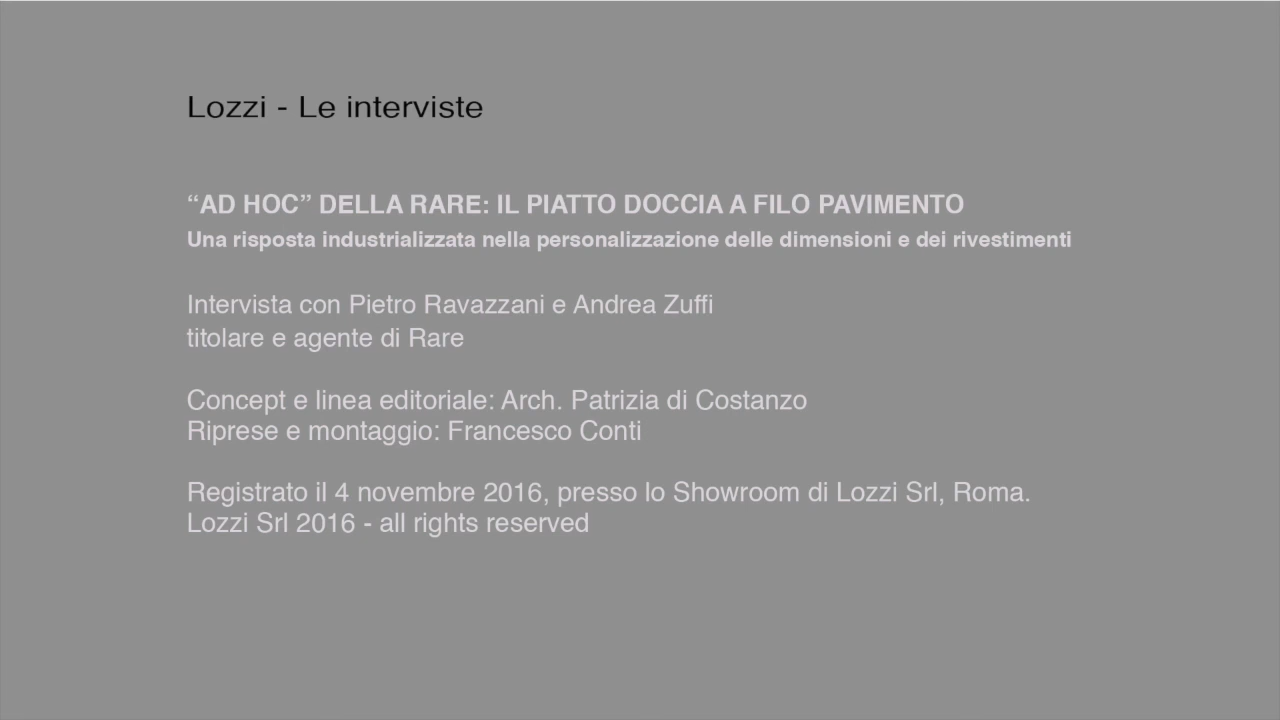 Lozzi - Le interviste
“AD HOC” DELLA RARE: IL PIATTO DOCCIA A FILO PAVIMENTO
Una risposta industrializzata nella personalizzazione delle dimensioni e dei rivestimenti
Intervista con Pietro Ravazzani e Andrea Zuffi
titolare e agente di Rare
Concept e linea editoriale: Arch. Patrizia di Costanzo
Riprese e montaggio: Francesco Conti
Registrato il 4 novembre 2016, presso lo Showroom di Lozzi Srl, Roma.
Lozzi Srl 2016 - all rights reserved